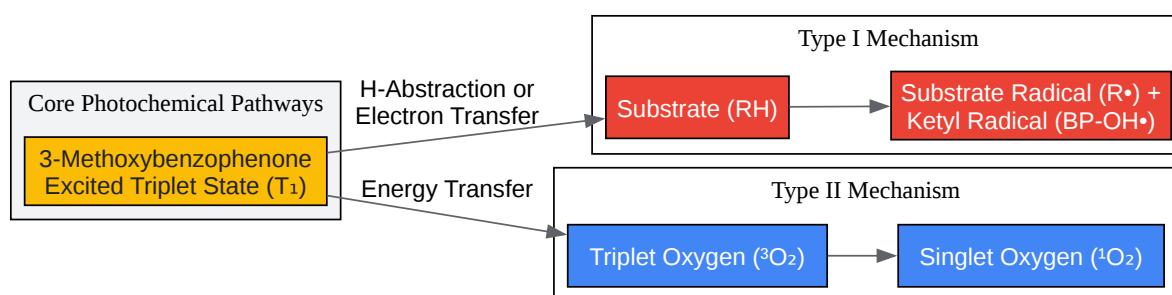 Core Photochemical Pathways
3-Methoxybenzophenone
Excited Triplet State (T₁)
H-Abstraction or
Electron Transfer
Energy Transfer
Type I Mechanism
Substrate (RH)
Substrate Radical (R•) +
Ketyl Radical (BP-OH•)
Type II Mechanism
Triplet Oxygen (³O₂)
Singlet Oxygen (¹O₂)